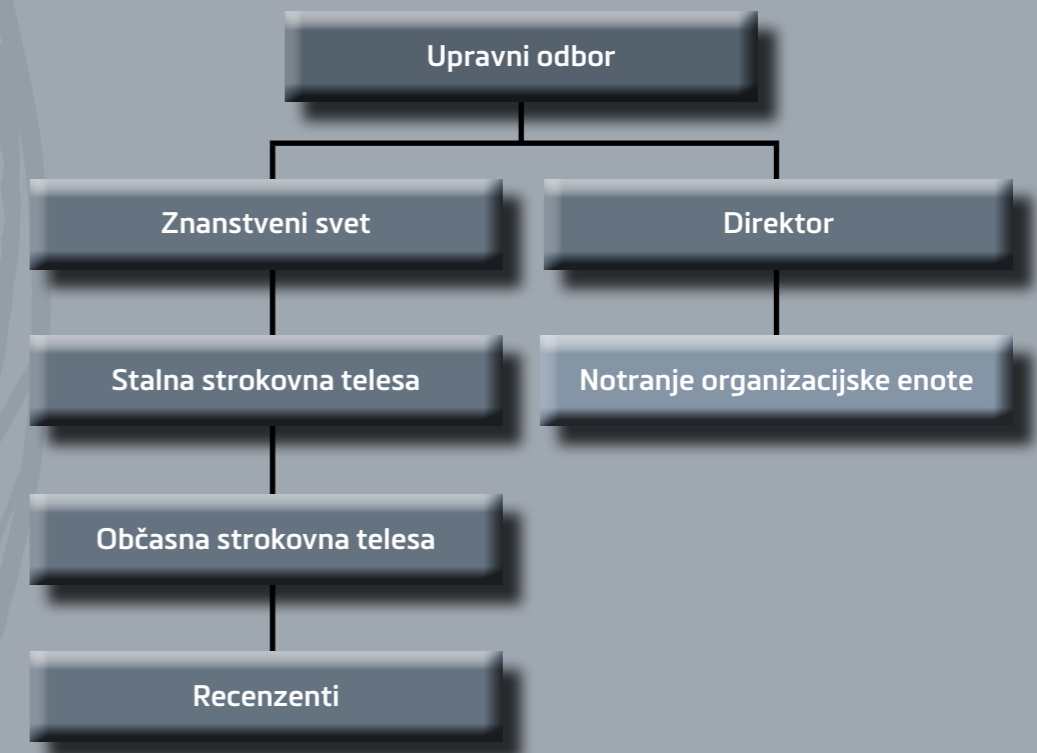 Upravni odbor
Znanstveni svet
Direktor
Stalna strokovna telesa
Notranje organizacijske enote
Občasna strokovna telesa
Recenzenti